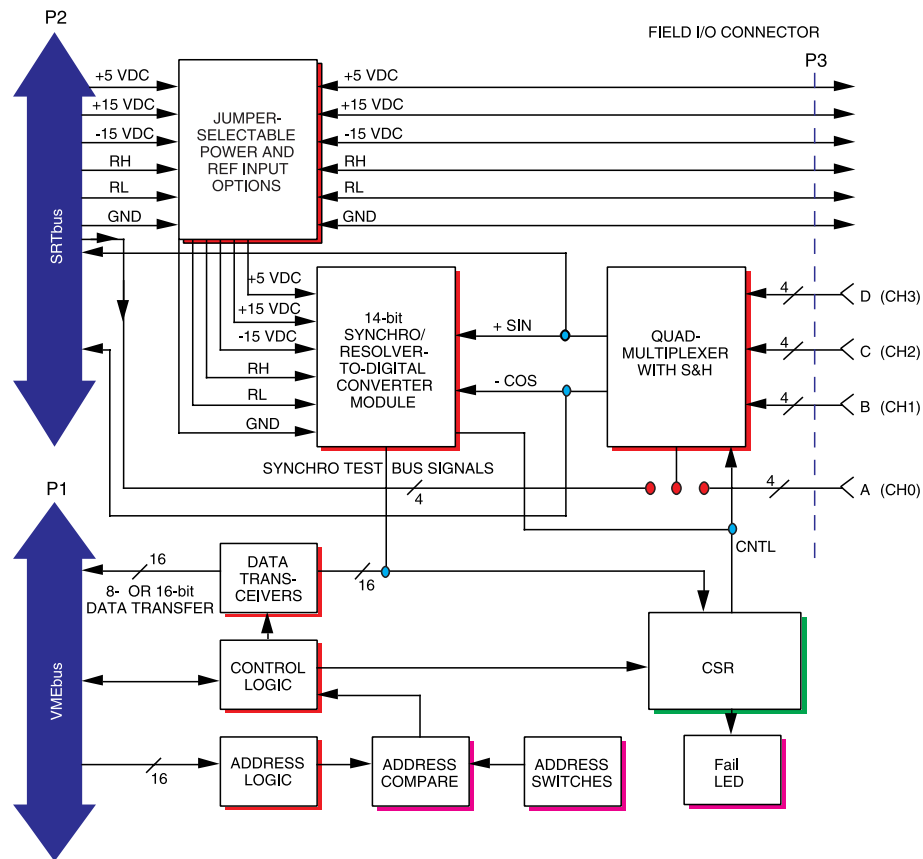 P2
FIELD I/O CONNECTOR
P3
+5 VDC
+15 VDC
-15 VDC
RH
RL
GND
JUMPER-
SELECTABLE
POWER AND
REF INPUT
OPTIONS
+5 VDC
+15 VDC
-15 VDC
RH
RL
GND
SRTbus
+5 VDC
+15 VDC
-15 VDC
RH
RL
GND
14-bit
SYNCHRO/
RESOLVER-
TO-DIGITAL
CONVERTER
MODULE
+ SIN
- COS
QUAD-
MULTIPLEXER
WITH S&H
4
D (CH3)
4
C (CH2)
4
B (CH1)
4
A (CH0)
SYNCHRO TEST BUS SIGNALS
4
CNTL
P1
VMEbus
16
8- OR 16-bit
DATA TRANSFER
DATA
TRANS-
CEIVERS
16
CONTROL
LOGIC
CSR
16
ADDRESS
LOGIC
ADDRESS
COMPARE
ADDRESS
SWITCHES
Fail
LED